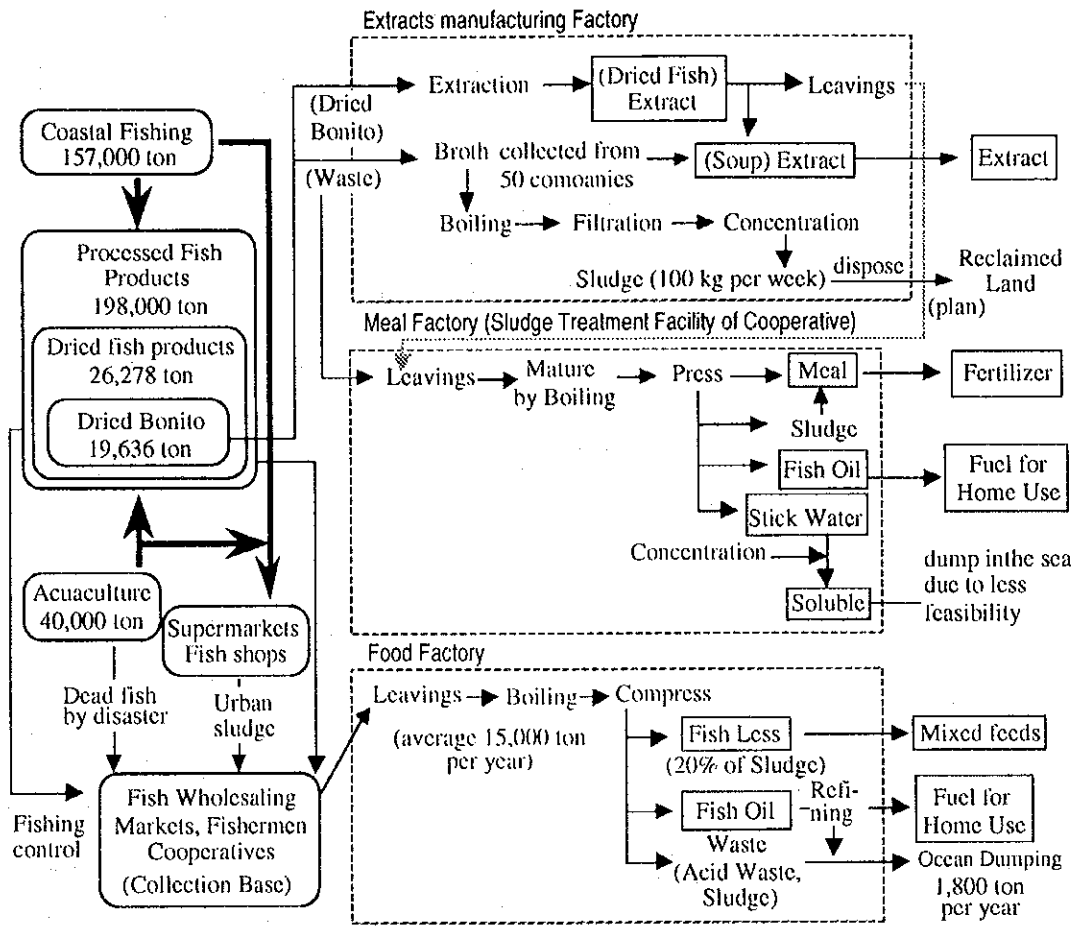 Extracts manufacturing Factory
Extraction
(Dried Fish)
Extract
Leavings
(Dried
Bonito)
(Waste)
Broth collected from
50 comoanies
(Soup) Extract
Extract
Boiling
Filtration
Concentration
Sludge (100 kg per week)
dispose
Reclaimed
Land
(plan)
Coastal Fishing
157,000 ton
Processed Fish
Products
198,000 ton
Dried fish products
26,278 ton
Dried Bonito
19,636 ton
Acuaculture
40,000 ton
Supermarkets
Fish shops
Dead fish
by disaster
Urban
sludge
Fishing
control
Fish Wholesaling
Markets, Fishermen
Cooperatives
(Collection Base)
Meal Factory (Sludge Treatment Facility of Cooperative)
Leavings
Mature
by Boiling
Press
Meal
Fertilizer
Sludge
Fish Oil
Fuel for
Home Use
Stick Water
Concentration
Soluble
dump inthe sea
due to less
feasibility
Food Factory
Leavings
Boiling
Compress
(average 15,000 ton
per year)
Fish Less
(20% of Sludge)
Mixed feeds
Fish Oil
Refi-
ning
Fuel for
Home Use
Waste
(Acid Waste,
Sludge)
Ocean Dumping
1,800 ton
per year